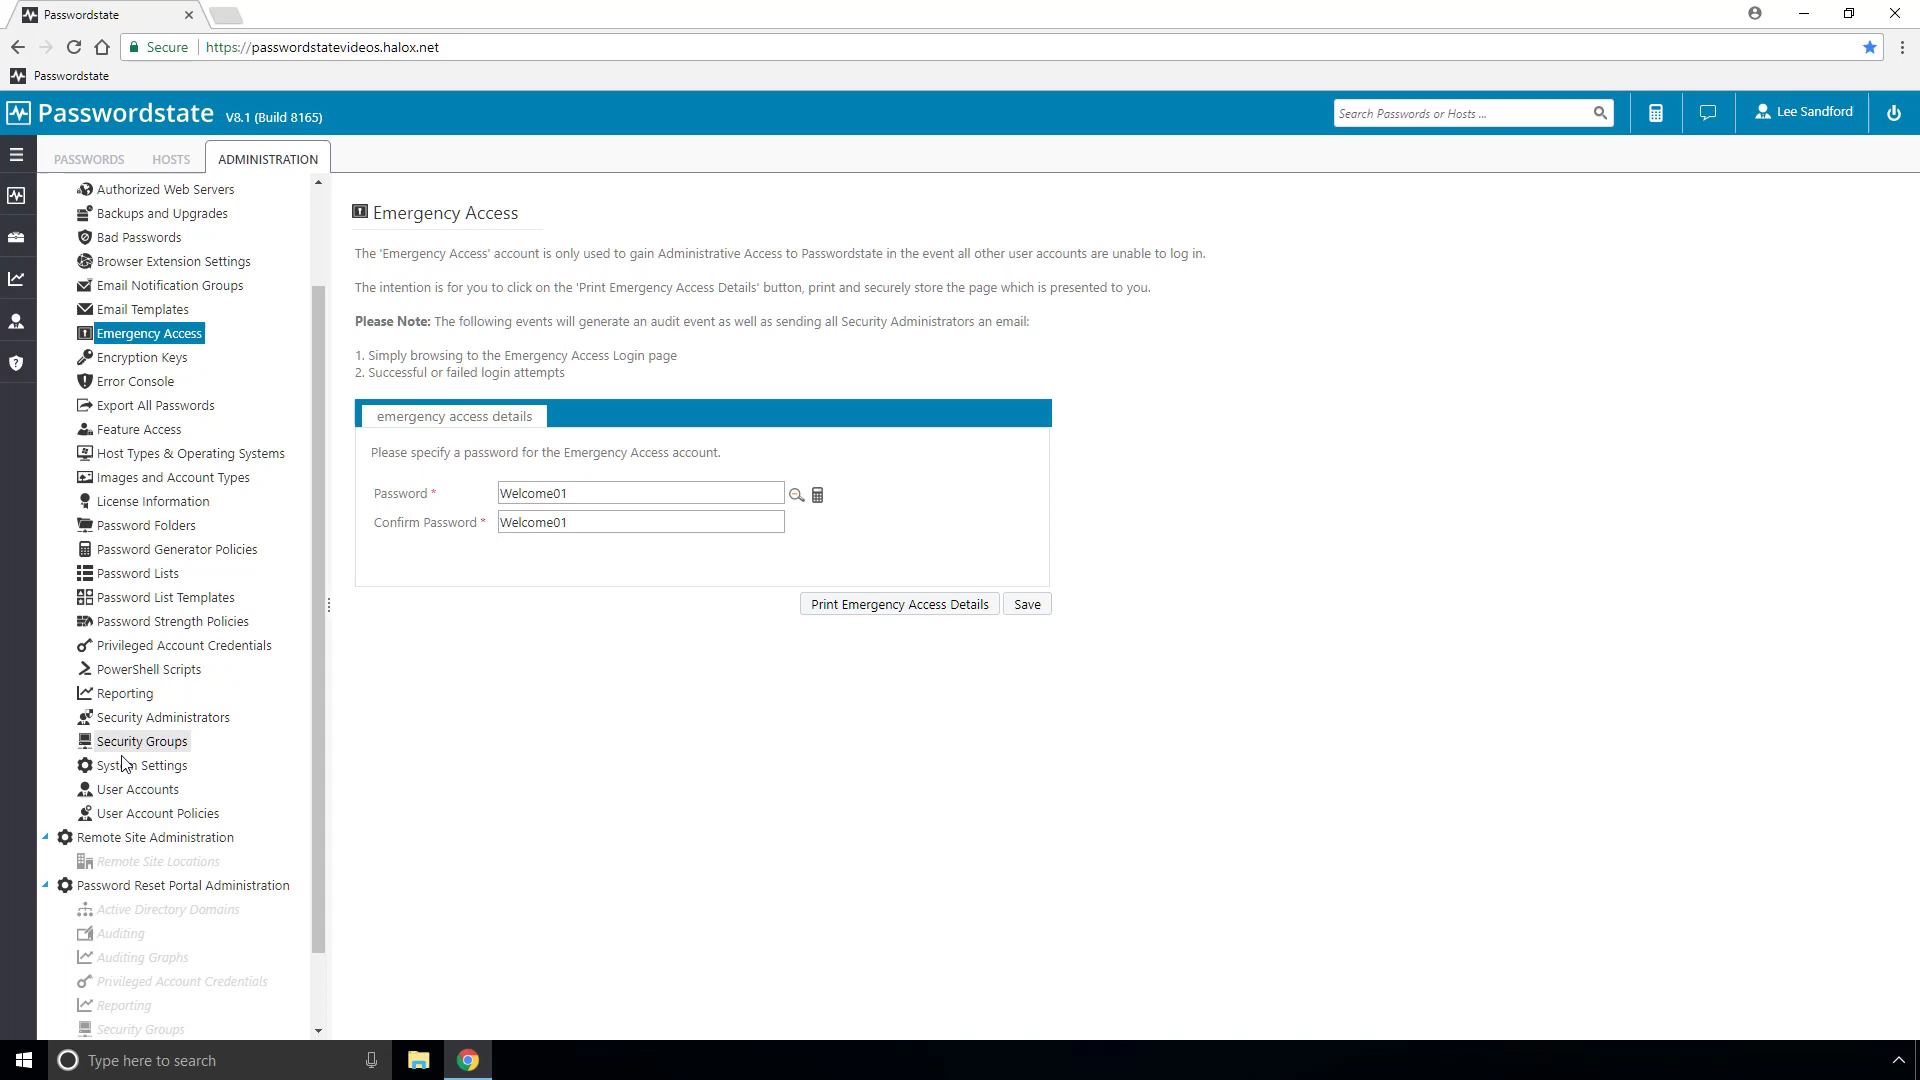 Passwordstate
Secure https://passwordstatevideos.halox.net
Passwordstate
Passwordstate V8.1 (Build 8165)
Search Passwords or Hosts ...
Lee Sandford
PASSWORDS HOSTS ADMINISTRATION
Authorized Web Servers
Backups and Upgrades
Bad Passwords
Browser Extension Settings
Email Notification Groups
Email Templates
Emergency Access
Encryption Keys
Error Console
Export All Passwords
Feature Access
Host Types & Operating Systems
Images and Account Types
License Information
Password Folders
Password Generator Policies
Password Lists
Password List Templates
Password Strength Policies
Privileged Account Credentials
PowerShell Scripts
Reporting
Security Administrators
Security Groups
System Settings
User Accounts
User Account Policies
Remote Site Administration
Remote Site Locations
Password Reset Portal Administration
Active Directory Domains
Auditing
Auditing Graphs
Privileged Account Credentials
Reporting
Security Groups
Emergency Access
The 'Emergency Access' account is only used to gain Administrative Access to Passwordstate in the event all other user accounts are unable to log in.
The intention is for you to click on the 'Print Emergency Access Details' button, print and securely store the page which is presented to you.
Please Note: The following events will generate an audit event as well as sending all Security Administrators an email:
1. Simply browsing to the Emergency Access Login page
2. Successful or failed login attempts
emergency access details
Please specify a password for the Emergency Access account.
Password * Welcome01
Confirm Password * Welcome01
Print Emergency Access Details Save
Type here to search